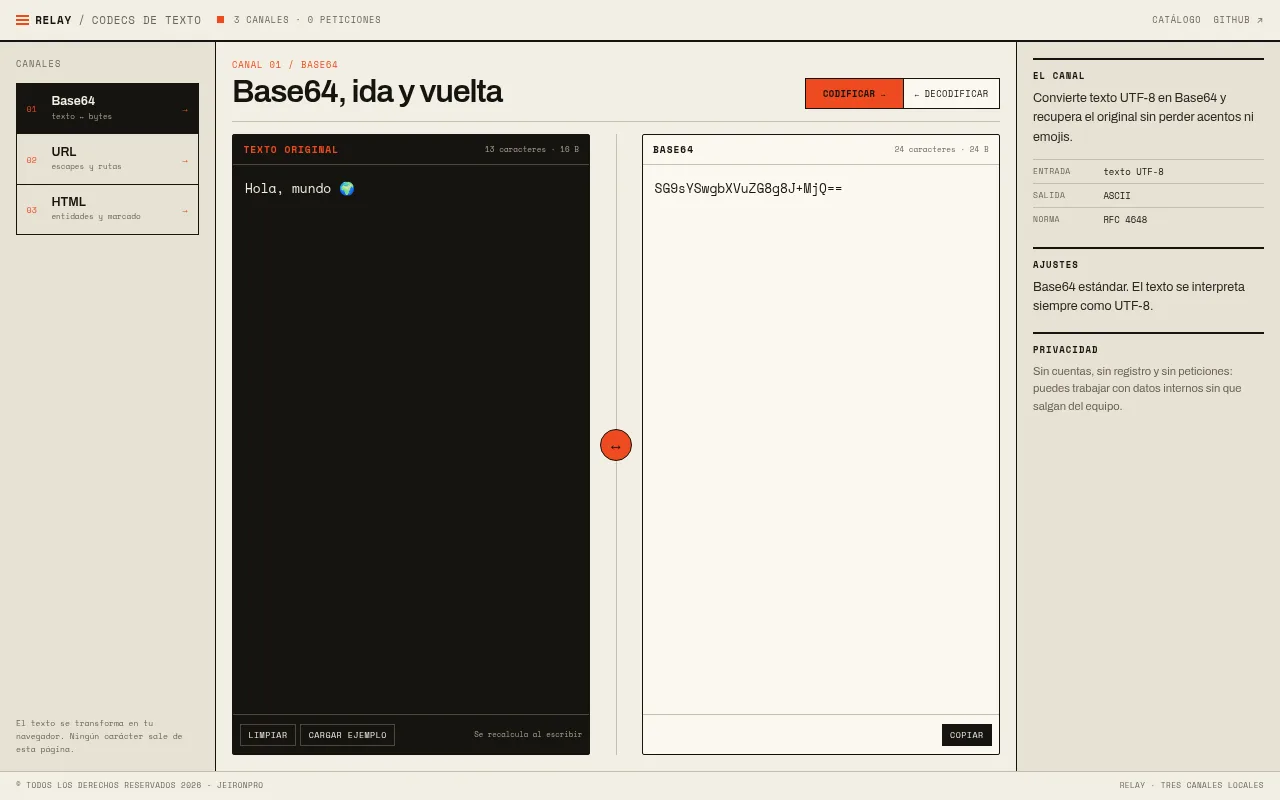 RELAY / CODECS DE TEXTO
3 CANALES · 0 PETICIONES
CATÁLOGO GITHUB ↗
CANALES
01 Base64 →
texto ↔ bytes
02 URL →
escapes y rutas
03 HTML →
entidades y marcado
El texto se transforma en tu
navegador. Ningún carácter sale de
esta página.
CANAL 01 / BASE64
Base64, ida y vuelta
CODIFICAR →
← DECODIFICAR
TEXTO ORIGINAL
13 caracteres · 16 B
Hola, mundo 🌍
LIMPIAR
CARGAR EJEMPLO
Se recalcula al escribir
↔
BASE64
24 caracteres · 24 B
SG9sYSwgbXVuZG8g8J+MjQ==
COPIAR
EL CANAL
Convierte texto UTF-8 en Base64 y
recupera el original sin perder acentos ni
emojis.
ENTRADA texto UTF-8
SALIDA ASCII
NORMA RFC 4648
AJUSTES
Base64 estándar. El texto se interpreta
siempre como UTF-8.
PRIVACIDAD
Sin cuentas, sin registro y sin peticiones:
puedes trabajar con datos internos sin que
salgan del equipo.
© TODOS LOS DERECHOS RESERVADOS 2026 · JEIRONPRO
RELAY · TRES CANALES LOCALES